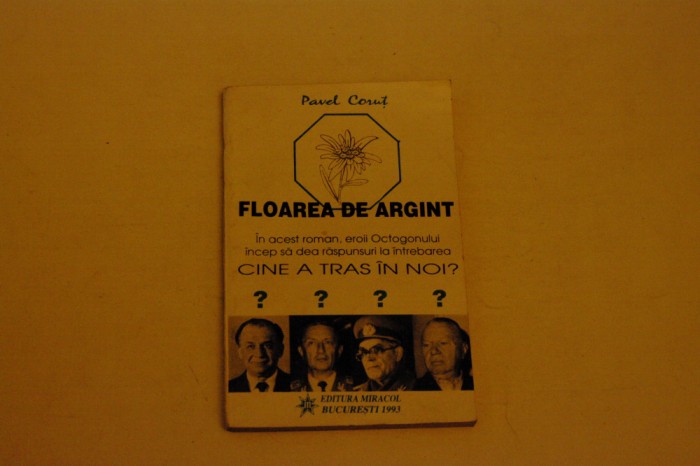 Pavel Coruț
FLOAREA DE ARGINT
În acest roman, eroii Octogonului
încep să dea răspunsuri la întrebarea
CINE A TRAS ÎN NOI?
? ? ? ?
EDITURA MIRACOL
BUCUREȘTI 1993